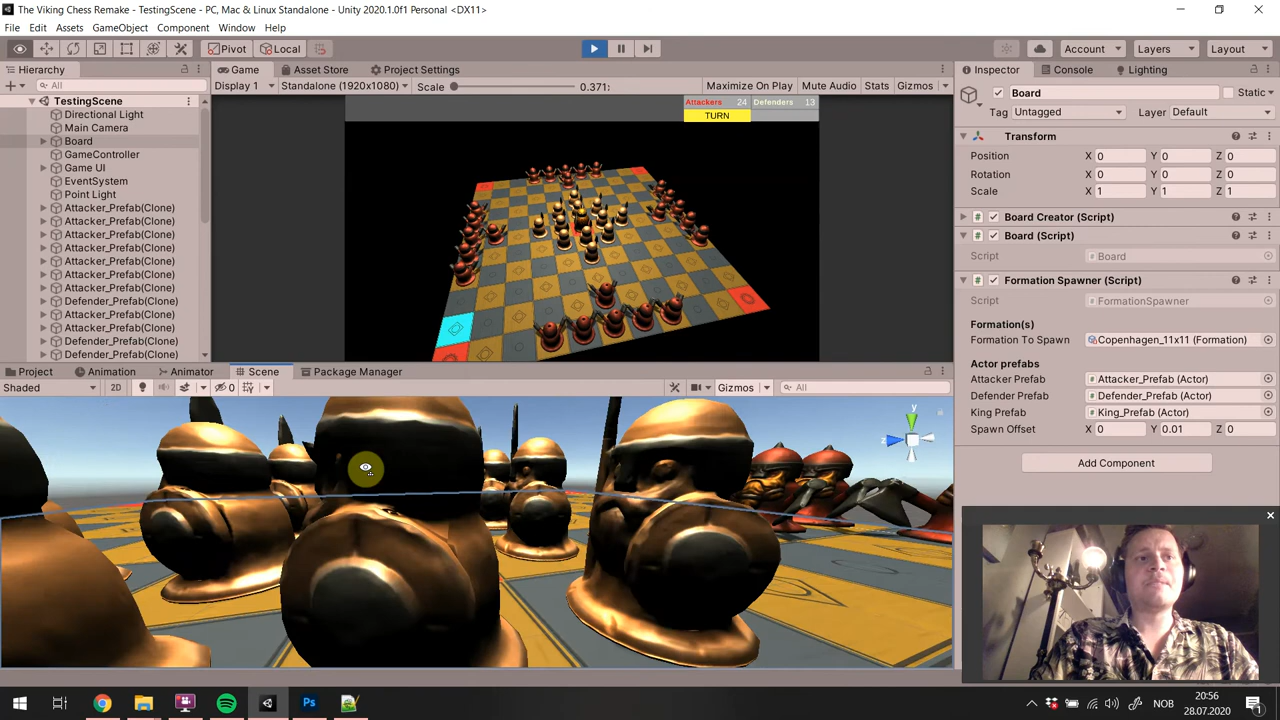 The Viking Chess Remake - TestingScene - PC, Mac & Linux Standalone - Unity 2020.1.0f1 Personal <DX11>
File Edit Assets GameObject Component Window Help
Pivot Local Account Layers Layout
Hierarchy Game Asset Store Project Settings Inspector Console Lighting
All Display 1 Standalone (1920x1080) Scale 0.371: Maximize On Play Mute Audio Stats Gizmos
TestingScene
Directional Light
Main Camera
Board
GameController
Game UI
EventSystem
Point Light
Attacker_Prefab(Clone)
Attacker_Prefab(Clone)
Attacker_Prefab(Clone)
Attacker_Prefab(Clone)
Attacker_Prefab(Clone)
Attacker_Prefab(Clone)
Attacker_Prefab(Clone)
Defender_Prefab(Clone)
Attacker_Prefab(Clone)
Attacker_Prefab(Clone)
Defender_Prefab(Clone)
Defender_Prefab(Clone)
Attackers 24 Defenders 13
TURN
Board Static
Tag Untagged Layer Default
Transform
Position X 0 Y 0 Z 0
Rotation X 0 Y 0 Z 0
Scale X 1 Y 1 Z 1
Board Creator (Script)
Board (Script)
Script Board
Formation Spawner (Script)
Script FormationSpawner
Formation(s)
Formation To Spawn Copenhagen_11x11 (Formation)
Actor prefabs
Attacker Prefab Attacker_Prefab (Actor)
Defender Prefab Defender_Prefab (Actor)
King Prefab King_Prefab (Actor)
Spawn Offset X 0 Y 0.01 Z 0
Add Component
Project Animation Animator Scene Package Manager
Shaded 2D 0 Gizmos All
y
z
Ps
NOB
20:56
28.07.2020
1